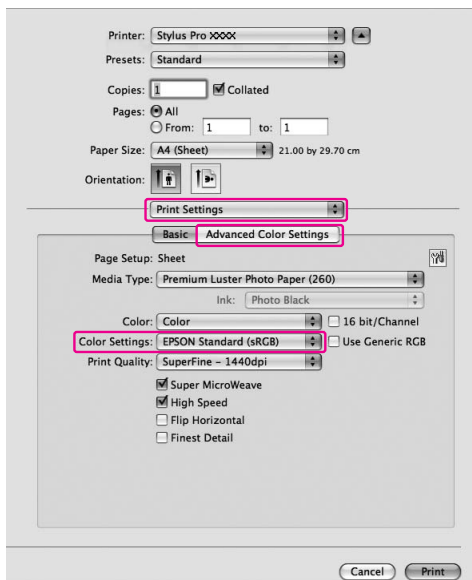 Printer: Stylus Pro XXXX
Presets: Standard
Copies: 1 Collated
Pages: All
From: 1 to: 1
Paper Size: A4 (Sheet) 21.00 by 29.70 cm
Orientation:
Print Settings
Basic Advanced Color Settings
Page Setup: Sheet
Media Type: Premium Luster Photo Paper (260)
Ink: Photo Black
Color: Color 16 bit/Channel
Color Settings: EPSON Standard (sRGB) Use Generic RGB
Print Quality: SuperFine – 1440dpi
Super MicroWeave
High Speed
Flip Horizontal
Finest Detail
Cancel Print